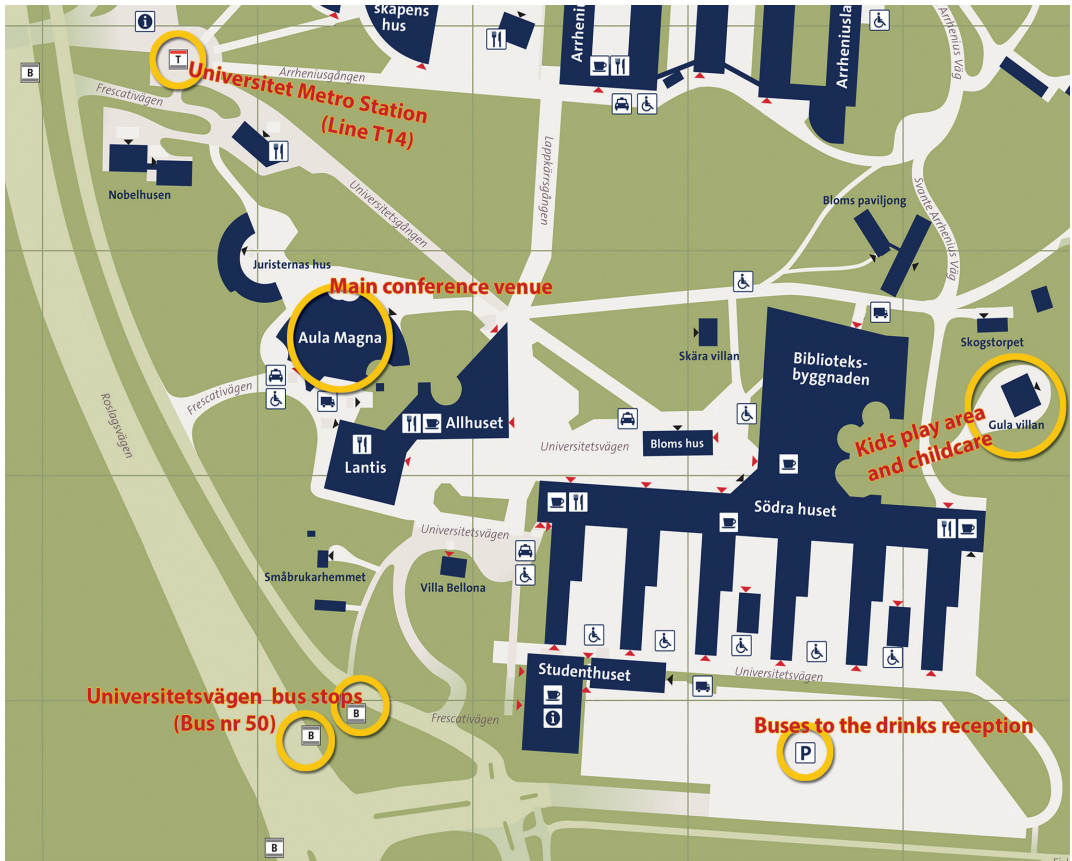 skapens
hus
Arrheniu
Arrheniusla
Arrhenius Väg
B
T
Universitet Metro Station
(Line T14)
Arrheniusgången
Frescativägen
Nobelhusen
Universitetsgången
Lappkärrsgången
Svante Arrhenius Väg
Bloms paviljong
Juristernas hus
Main conference venue
Aula Magna
Skära villan
Biblioteks-
byggnaden
Skogstorpet
Gula villan
Kids play area
and childcare
Frescativägen
Roslagsvägen
Allhuset
Lantis
Universitetsvägen
Bloms hus
Södra huset
Universitetsvägen
Småbrukarhemmet
Villa Bellona
Studenthuset
Universitetsvägen
Universitetsvägen bus stops
(Bus nr 50)
B
B
Frescativägen
Buses to the drinks reception
P
B